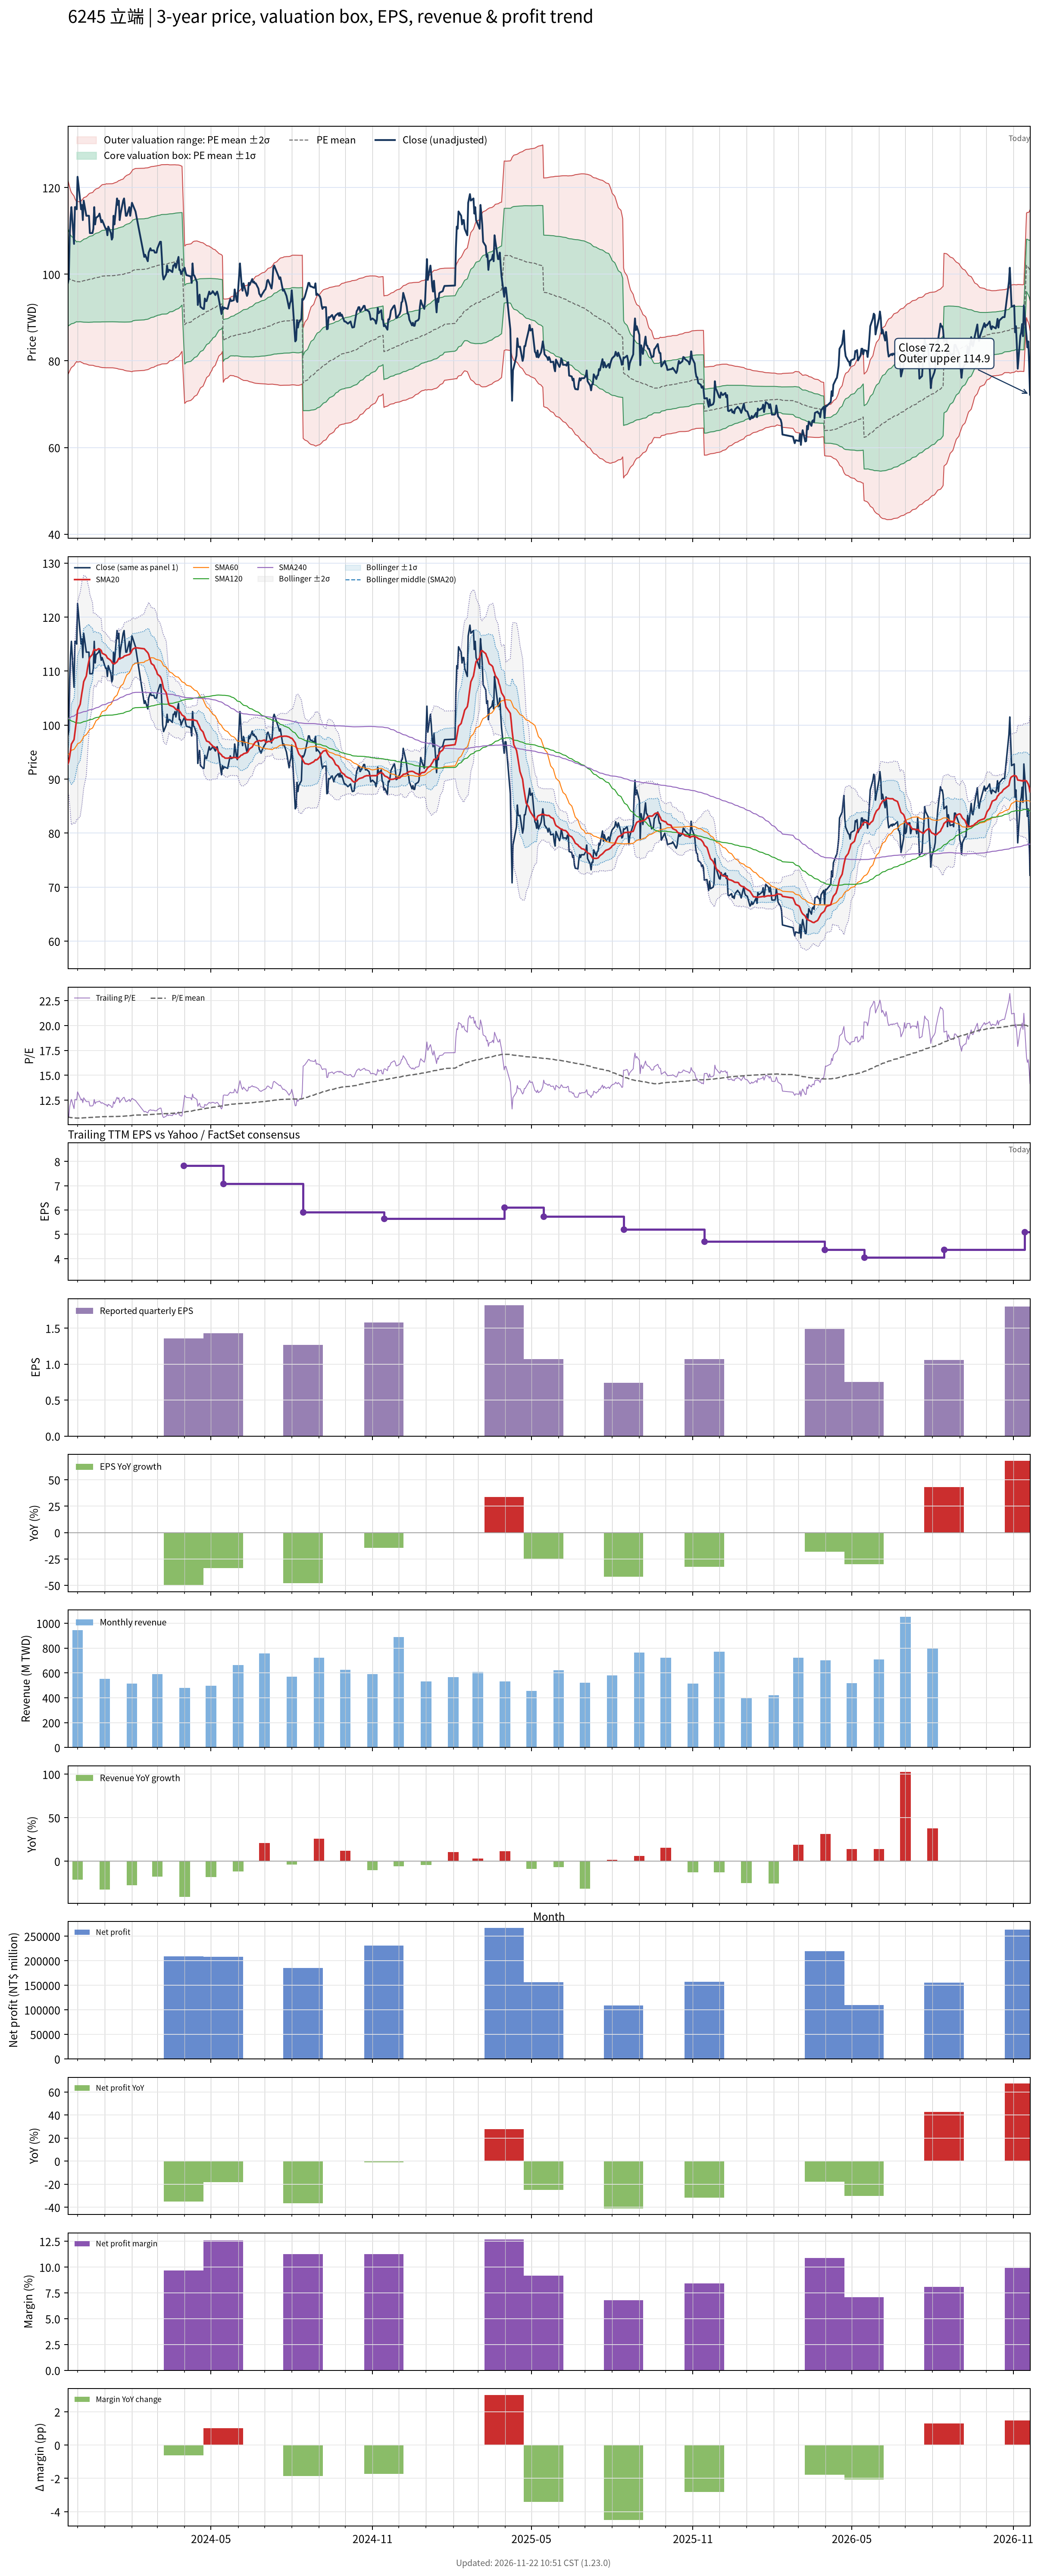 6245 立端 | 3-year price, valuation box, EPS, revenue & profit trend
Outer valuation range: PE mean ±2σ
PE mean
Close (unadjusted)
Core valuation box: PE mean ±1σ
Today
120
100
80
60
40
Price (TWD)
Close 72.2
Outer upper 114.9
Close (same as panel 1)
SMA60
SMA240
Bollinger ±1σ
SMA20
SMA120
Bollinger ±2σ
Bollinger middle (SMA20)
130
120
110
100
90
80
70
60
Price
Trailing P/E
P/E mean
22.5
20.0
17.5
15.0
12.5
P/E
Trailing TTM EPS vs Yahoo / FactSet consensus
Today
8
7
6
5
4
EPS
Reported quarterly EPS
1.5
1.0
0.5
0.0
EPS
EPS YoY growth
50
25
0
-25
-50
YoY (%)
Monthly revenue
1000
800
600
400
200
0
Revenue (M TWD)
Revenue YoY growth
100
50
0
YoY (%)
Month
Net profit
250000
200000
150000
100000
50000
0
Net profit (NT$ million)
Net profit YoY
60
40
20
0
-20
-40
YoY (%)
Net profit margin
12.5
10.0
7.5
5.0
2.5
0.0
Margin (%)
Margin YoY change
2
0
-2
-4
Δ margin (pp)
2024-05
2024-11
2025-05
2025-11
2026-05
2026-11
Updated: 2026-11-22 10:51 CST (1.23.0)